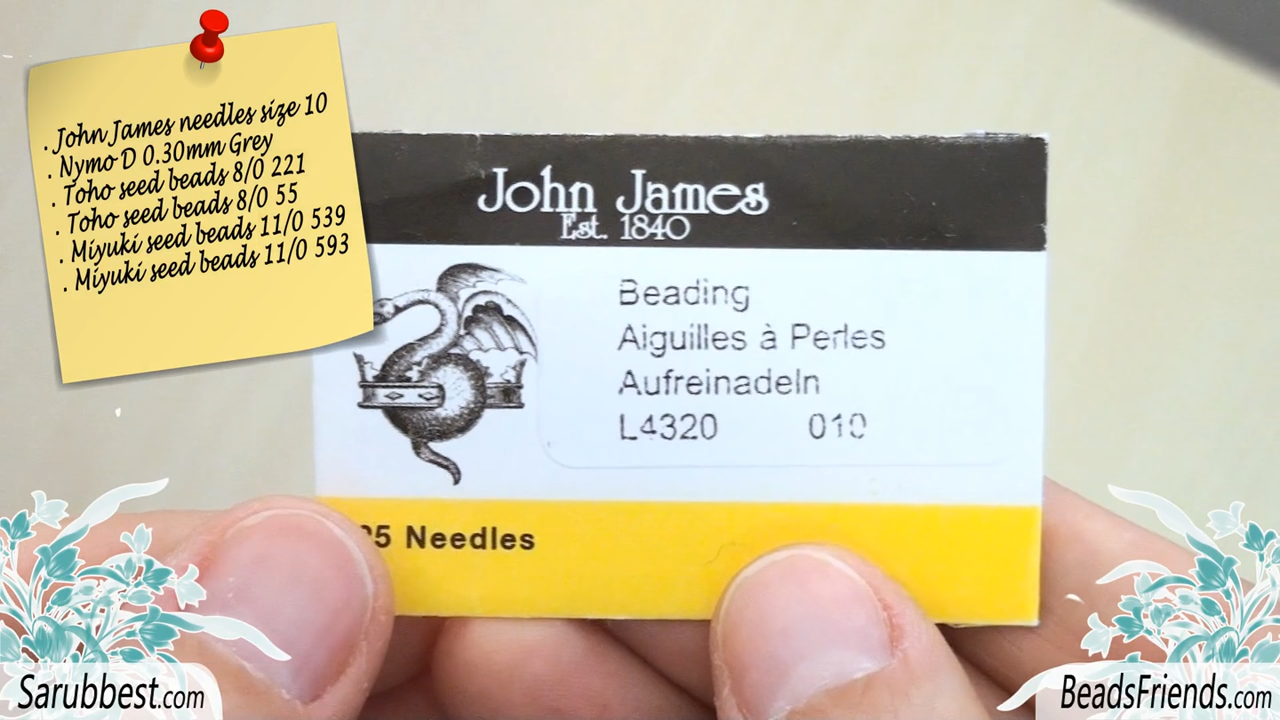 . John James needles size 10
. Nymo D 0.30mm Grey
. Toho seed beads 8/0 221
. Toho seed beads 8/0 55
. Miyuki seed beads 11/0 539
. Miyuki seed beads 11/0 593
John James
Est. 1840
Beading
Aiguilles à Perles
Aufreinadeln
L4320 010
Needles
Sarubbest.com
BeadsFriends.com